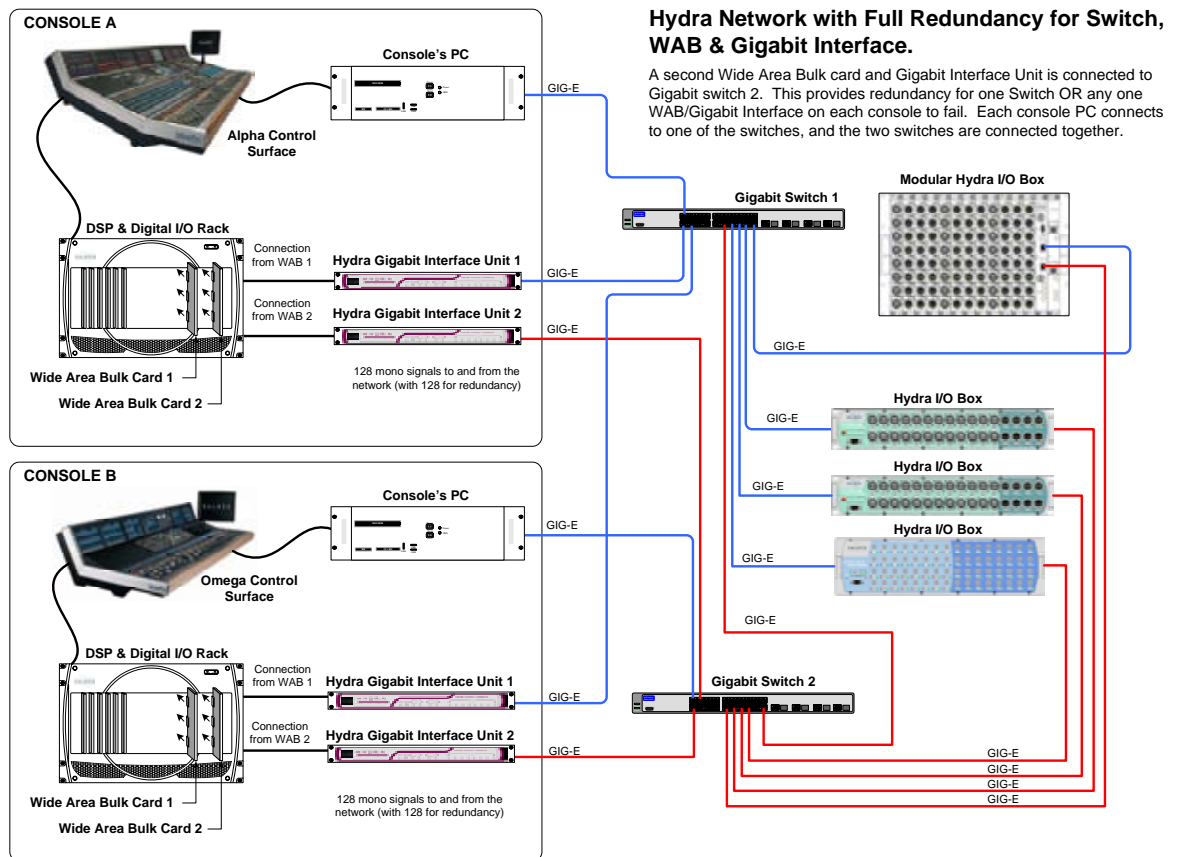 CONSOLE A
Console's PC
GIG-E
Alpha Control
Surface
DSP & Digital I/O Rack
Connection
from WAB 1
Hydra Gigabit Interface Unit 1
GIG-E
Connection
from WAB 2
Hydra Gigabit Interface Unit 2
GIG-E
128 mono signals to and from the
network (with 128 for redundancy)
Wide Area Bulk Card 1
Wide Area Bulk Card 2
Hydra Network with Full Redundancy for Switch,
WAB & Gigabit Interface.
A second Wide Area Bulk card and Gigabit Interface Unit is connected to
Gigabit switch 2. This provides redundancy for one Switch OR any one
WAB/Gigabit Interface on each console to fail. Each console PC connects
to one of the switches, and the two switches are connected together.
Gigabit Switch 1
Modular Hydra I/O Box
GIG-E
Hydra I/O Box
GIG-E
Hydra I/O Box
GIG-E
Hydra I/O Box
GIG-E
GIG-E
CONSOLE B
Console's PC
GIG-E
Omega Control
Surface
DSP & Digital I/O Rack
Connection
from WAB 1
Hydra Gigabit Interface Unit 1
GIG-E
Connection
from WAB 2
Hydra Gigabit Interface Unit 2
GIG-E
128 mono signals to and from the
network (with 128 for redundancy)
Wide Area Bulk Card 1
Wide Area Bulk Card 2
Gigabit Switch 2
GIG-E
GIG-E
GIG-E
GIG-E